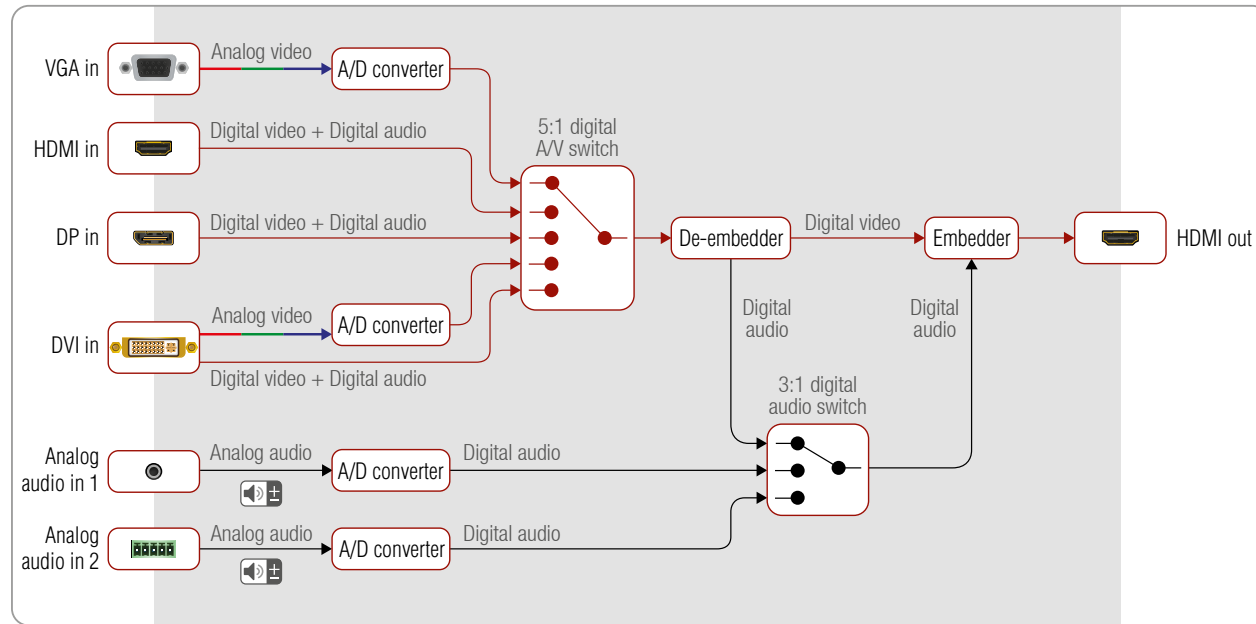 VGA in
Analog video
A/D converter
HDMI in
Digital video + Digital audio
5:1 digital
A/V switch
DP in
Digital video + Digital audio
De-embedder
Digital video
Embedder
HDMI out
DVI in
Analog video
A/D converter
Digital video + Digital audio
Digital
audio
Digital
audio
3:1 digital
audio switch
Analog
audio in 1
Analog audio
A/D converter
Digital audio
±
Analog
audio in 2
Analog audio
A/D converter
Digital audio
±